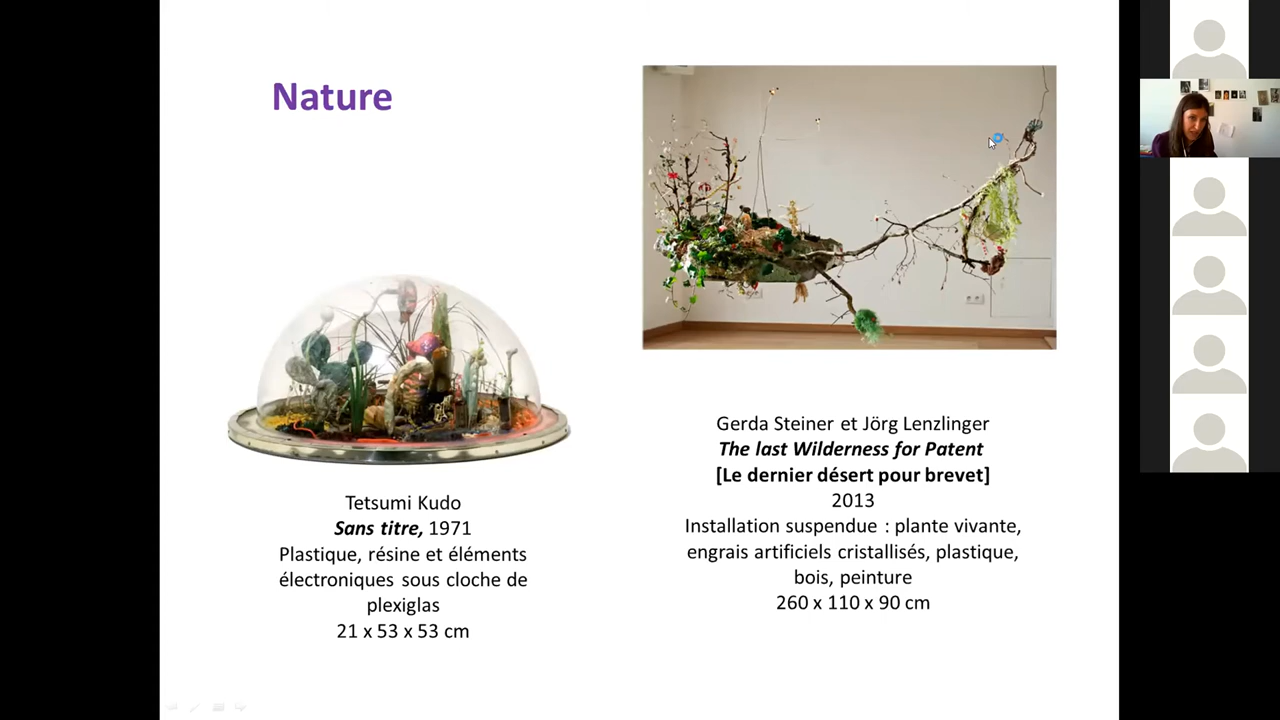 Nature
Tetsumi Kudo
Sans titre, 1971
Plastique, résine et éléments
électroniques sous cloche de
plexiglas
21 x 53 x 53 cm
Gerda Steiner et Jörg Lenzlinger
The last Wilderness for Patent
[Le dernier désert pour brevet]
2013
Installation suspendue : plante vivante,
engrais artificiels cristallisés, plastique,
bois, peinture
260 x 110 x 90 cm